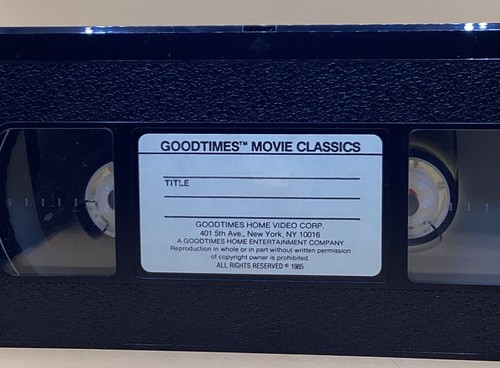 GOODTIMES™ MOVIE CLASSICS
TITLE
GOODTIMES HOME VIDEO CORP.
401 5th Ave., New York, NY 10016
A GOODTIMES HOME ENTERTAINMENT COMPANY
Reproduction in whole or in part without written permission
of copyright owner is prohibited.
ALL RIGHTS RESERVED © 1985